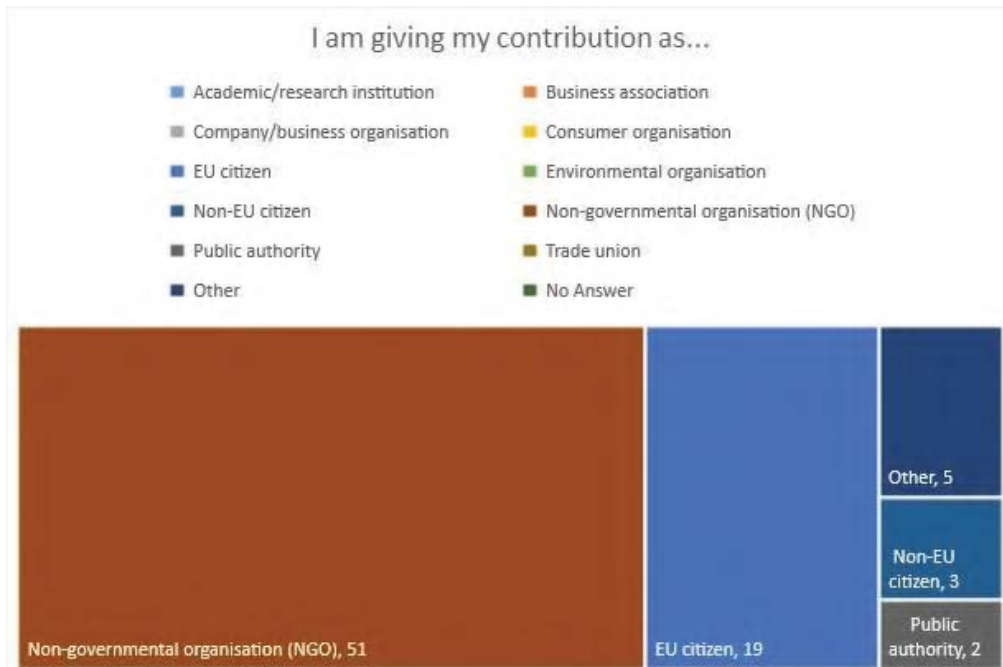 I am giving my contribution as...
Academic/research institution
Business association
Company/business organisation
Consumer organisation
EU citizen
Environmental organisation
Non-EU citizen
Non-governmental organisation (NGO)
Public authority
Trade union
Other
No Answer
Non-governmental organisation (NGO), 51
EU citizen, 19
Other, 5
Non-EU
citizen, 3
Public
authority, 2